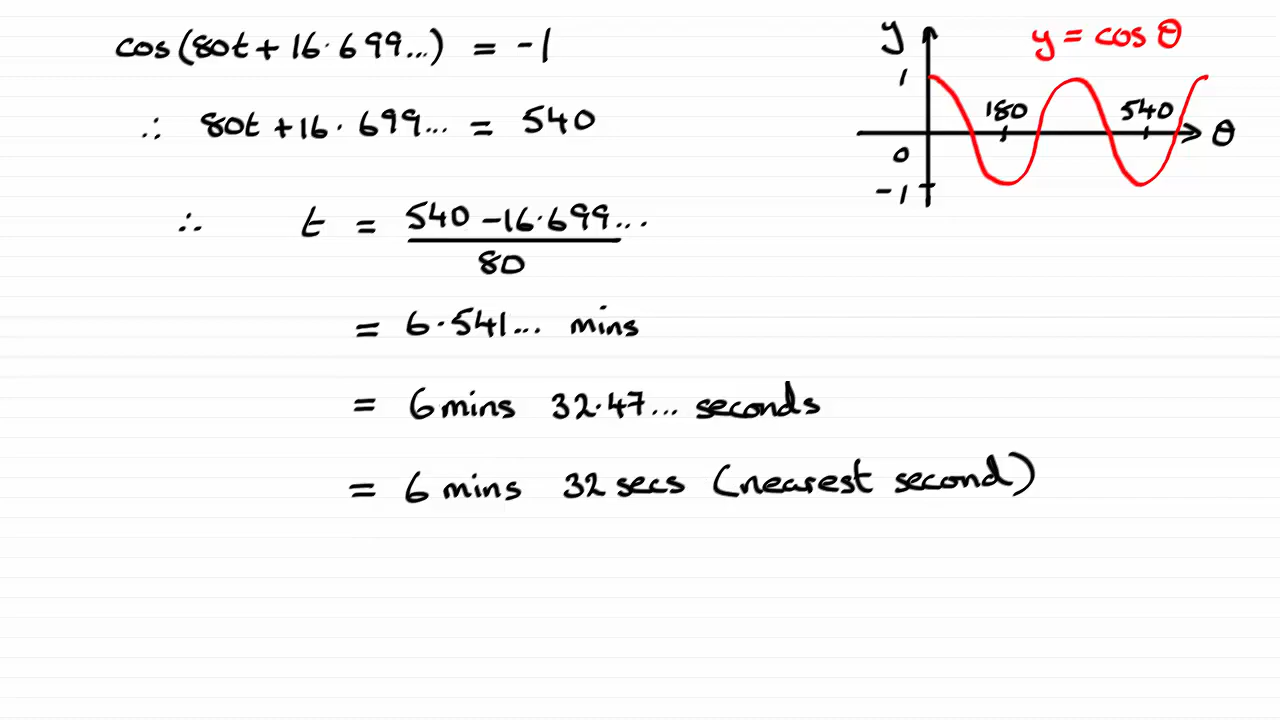 cos(80t + 16·699...) = -1
∴ 80t + 16·699... = 540
∴ t = 540 - 16·699...
80
= 6·541... mins
= 6 mins 32·47... seconds
= 6 mins 32 secs (nearest second)
y
y = cos θ
1
180
540
θ
0
-1